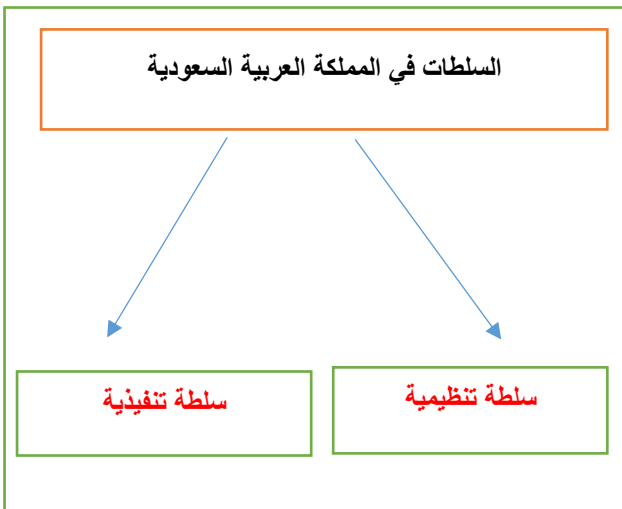 السلطات في المملكة العربية السعودية
سلطة تنظيمية
سلطة تنفيذية